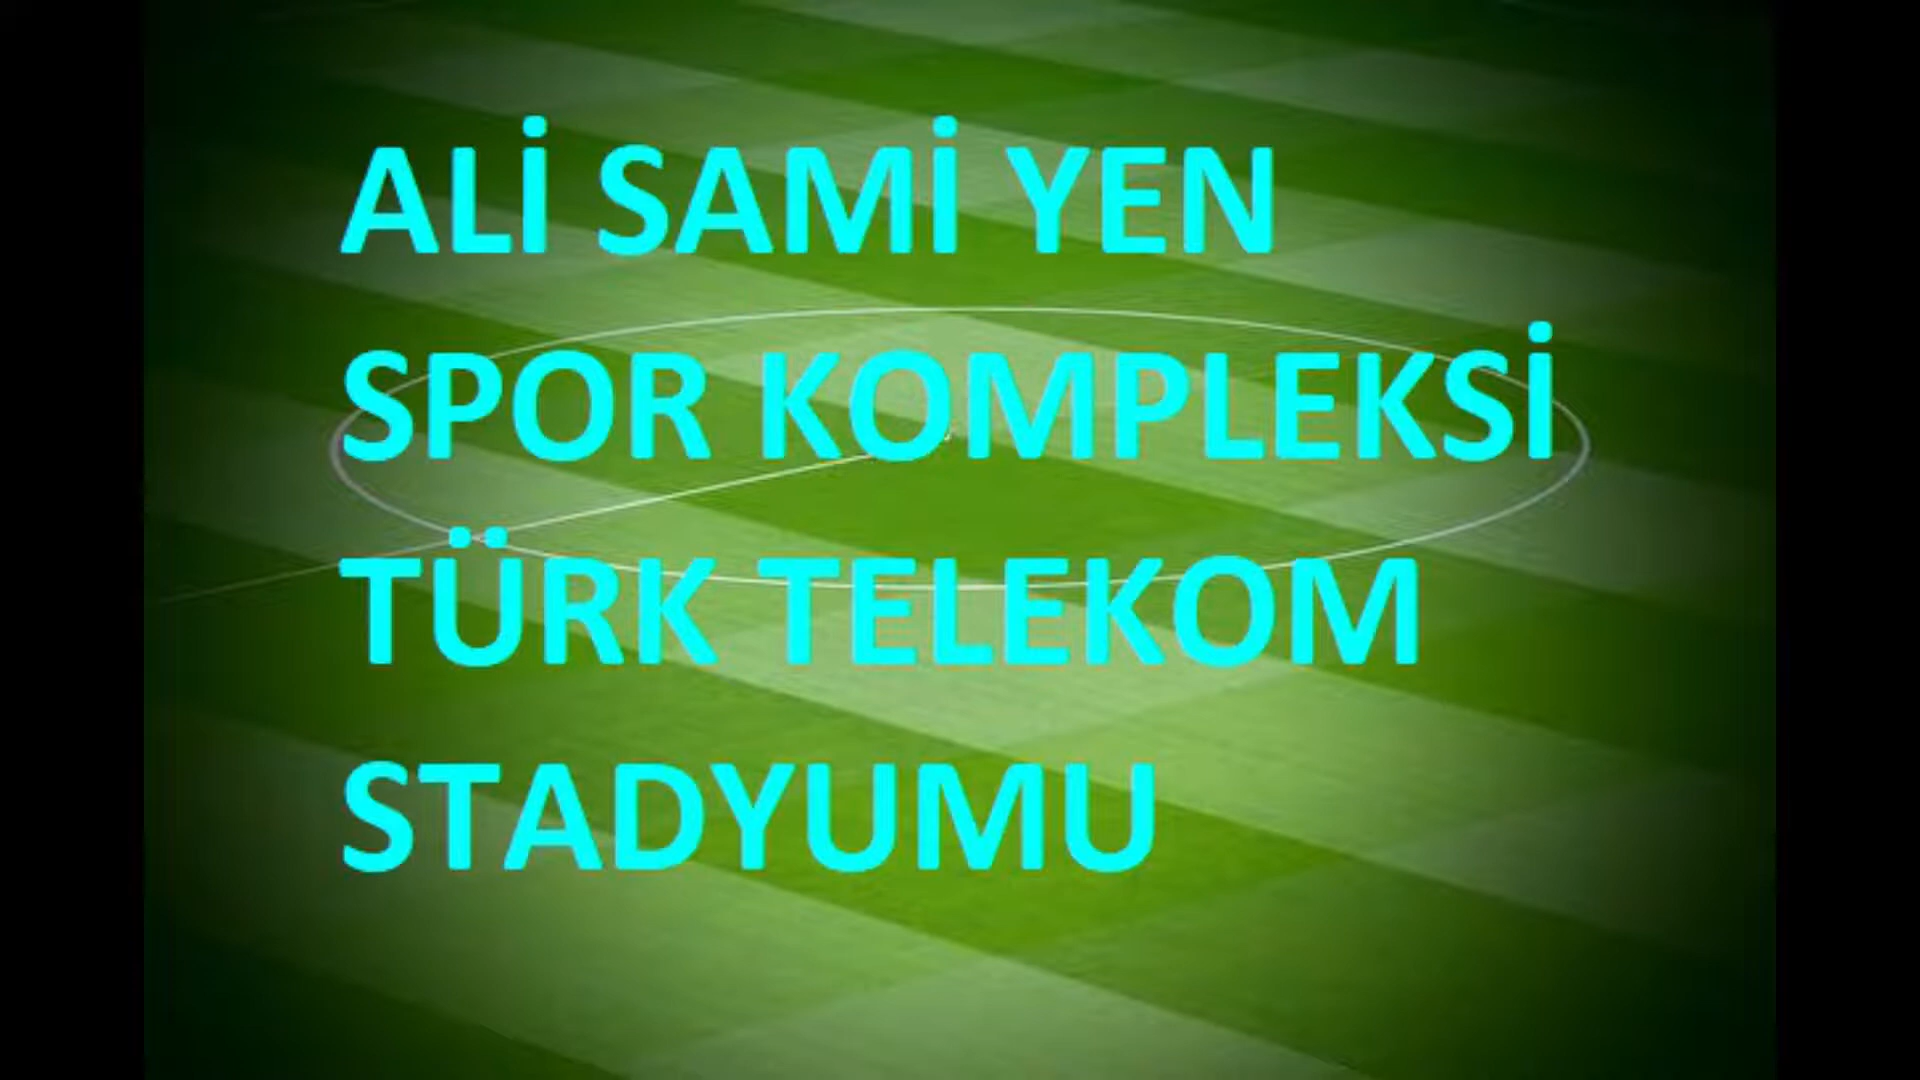 ALİ SAMİ YEN
SPOR KOMPLEKSİ
TÜRK TELEKOM
STADYUMU